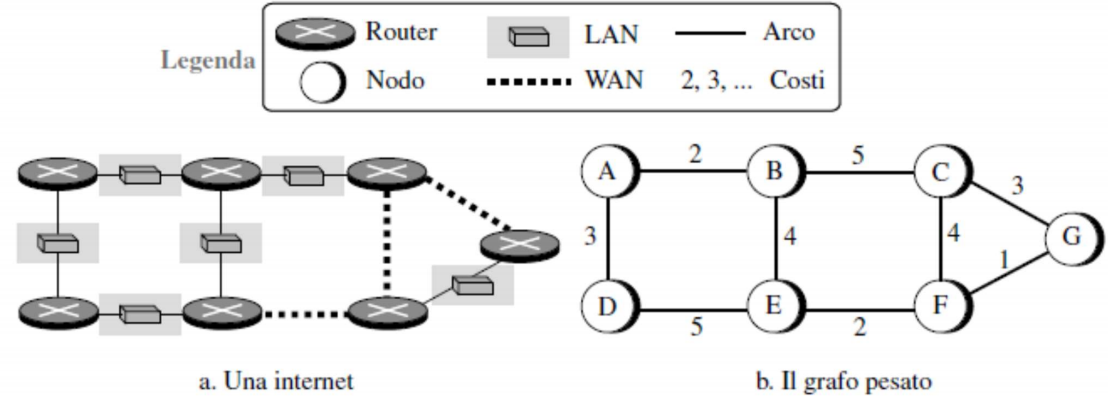 Legenda
Router
LAN
Arco
Nodo
WAN
2, 3, ... Costi
A
2
B
5
C
3
3
4
4
G
1
D
5
E
2
F
a. Una internet
b. Il grafo pesato